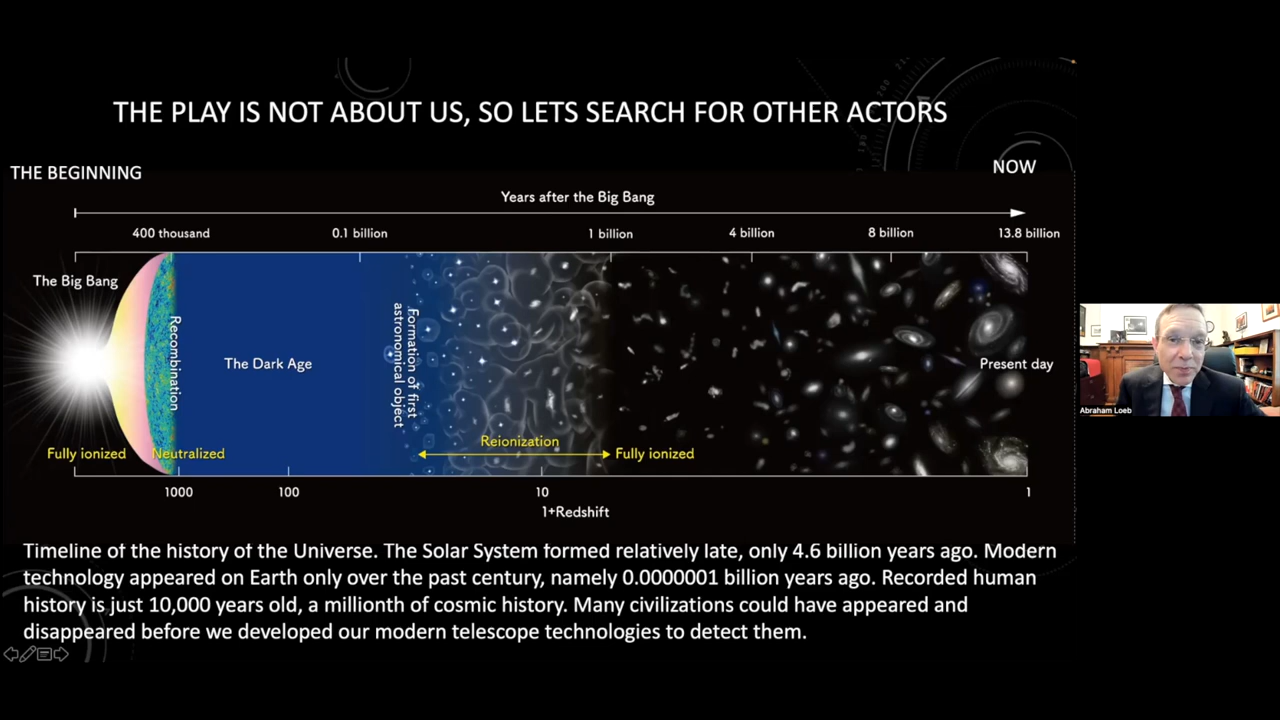 THE PLAY IS NOT ABOUT US, SO LETS SEARCH FOR OTHER ACTORS
THE BEGINNING
NOW
Years after the Big Bang
400 thousand
0.1 billion
1 billion
4 billion
8 billion
13.8 billion
The Big Bang
Recombination
The Dark Age
Formation of first
astronomical object
Present day
Reionization
Fully ionized
Neutralized
Fully ionized
1000
100
10
1
1+Redshift
Timeline of the history of the Universe. The Solar System formed relatively late, only 4.6 billion years ago. Modern
technology appeared on Earth only over the past century, namely 0.0000001 billion years ago. Recorded human
history is just 10,000 years old, a millionth of cosmic history. Many civilizations could have appeared and
disappeared before we developed our modern telescope technologies to detect them.
Abraham Loeb